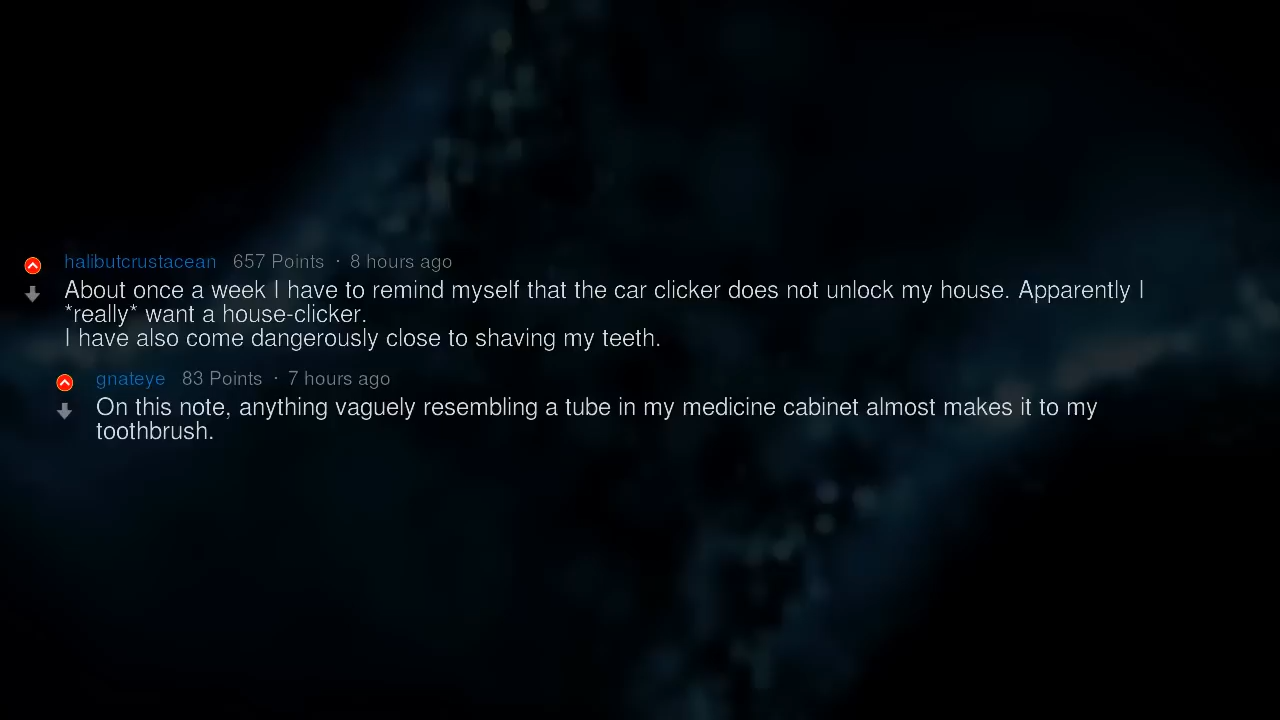 halibutcrustacean 657 Points · 8 hours ago
About once a week I have to remind myself that the car clicker does not unlock my house. Apparently I
*really* want a house-clicker.
I have also come dangerously close to shaving my teeth.
gnateye 83 Points · 7 hours ago
On this note, anything vaguely resembling a tube in my medicine cabinet almost makes it to my
toothbrush.